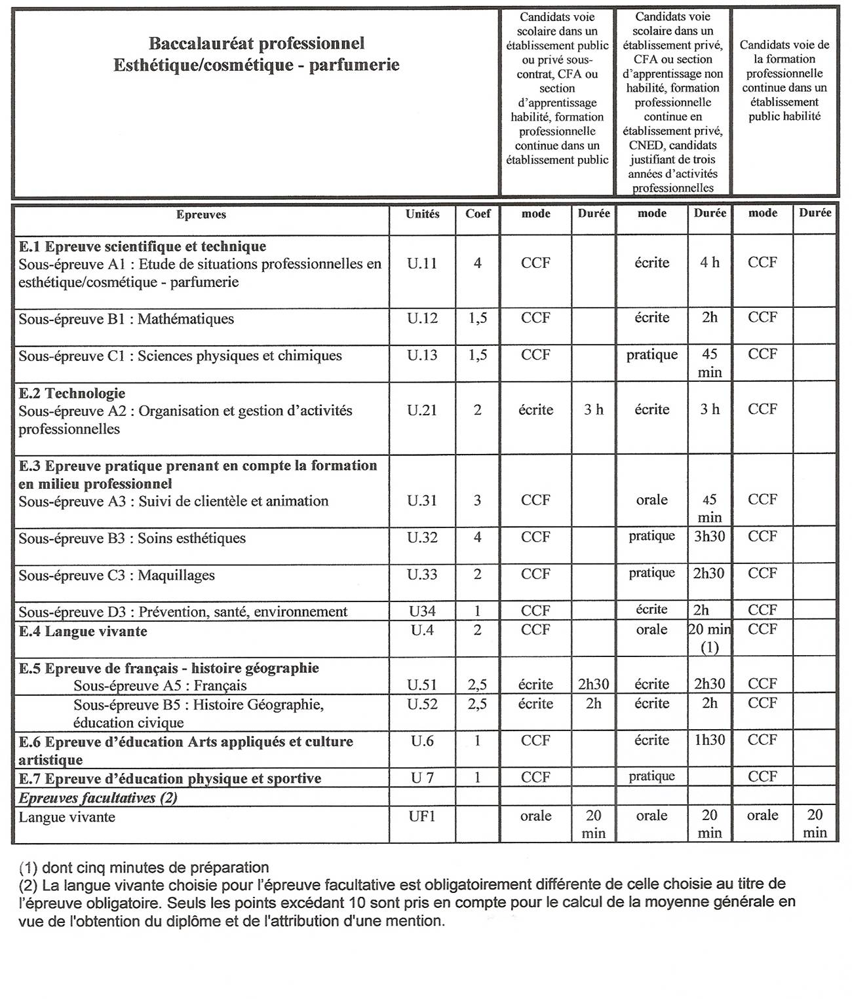 Baccalauréat professionnel
Esthétique/cosmétique - parfumerie
Candidats voie
scolaire dans un
établissement public
ou privé sous-
contrat, CFA ou
section
d'apprentissage
habilité, formation
professionnelle
continue dans un
établissement public
Candidats voie
scolaire dans un
établissement privé,
CFA ou section
d'apprentissage non
habilité, formation
professionnelle
continue en
établissement privé,
CNED, candidats
justifiant de trois
années d'activités
professionnelles
Candidats voie de
la formation
professionnelle
continue dans un
établissement
public habilité
Epreuves Unités Coef mode Durée mode Durée mode Durée
E.1 Epreuve scientifique et technique
Sous-épreuve A1 : Etude de situations professionnelles en U.11 4 CCF écrite 4 h CCF
esthétique/cosmétique - parfumerie
Sous-épreuve B1 : Mathématiques U.12 1,5 CCF écrite 2h CCF
Sous-épreuve C1 : Sciences physiques et chimiques U.13 1,5 CCF pratique 45 CCF
min
E.2 Technologie
Sous-épreuve A2 : Organisation et gestion d'activités U.21 2 écrite 3 h écrite 3 h CCF
professionnelles
E.3 Epreuve pratique prenant en compte la formation
en milieu professionnel
Sous-épreuve A3 : Suivi de clientèle et animation U.31 3 CCF orale 45 CCF
min
Sous-épreuve B3 : Soins esthétiques U.32 4 CCF pratique 3h30 CCF
Sous-épreuve C3 : Maquillages U.33 2 CCF pratique 2h30 CCF
Sous-épreuve D3 : Prévention, santé, environnement U34 1 CCF écrite 2h CCF
E.4 Langue vivante U.4 2 CCF orale 20 min CCF
(1)
E.5 Epreuve de français - histoire géographie
Sous-épreuve A5 : Français U.51 2,5 écrite 2h30 écrite 2h30 CCF
Sous-épreuve B5 : Histoire Géographie, U.52 2,5 écrite 2h écrite 2h CCF
éducation civique
E.6 Epreuve d'éducation Arts appliqués et culture U.6 1 CCF écrite 1h30 CCF
artistique
E.7 Epreuve d'éducation physique et sportive U 7 1 CCF pratique CCF
Epreuves facultatives (2)
Langue vivante UF1 orale 20 orale 20 orale 20
min min min
(1) dont cinq minutes de préparation
(2) La langue vivante choisie pour l'épreuve facultative est obligatoirement différente de celle choisie au titre de
l'épreuve obligatoire. Seuls les points excédant 10 sont pris en compte pour le calcul de la moyenne générale en
vue de l'obtention du diplôme et de l'attribution d'une mention.